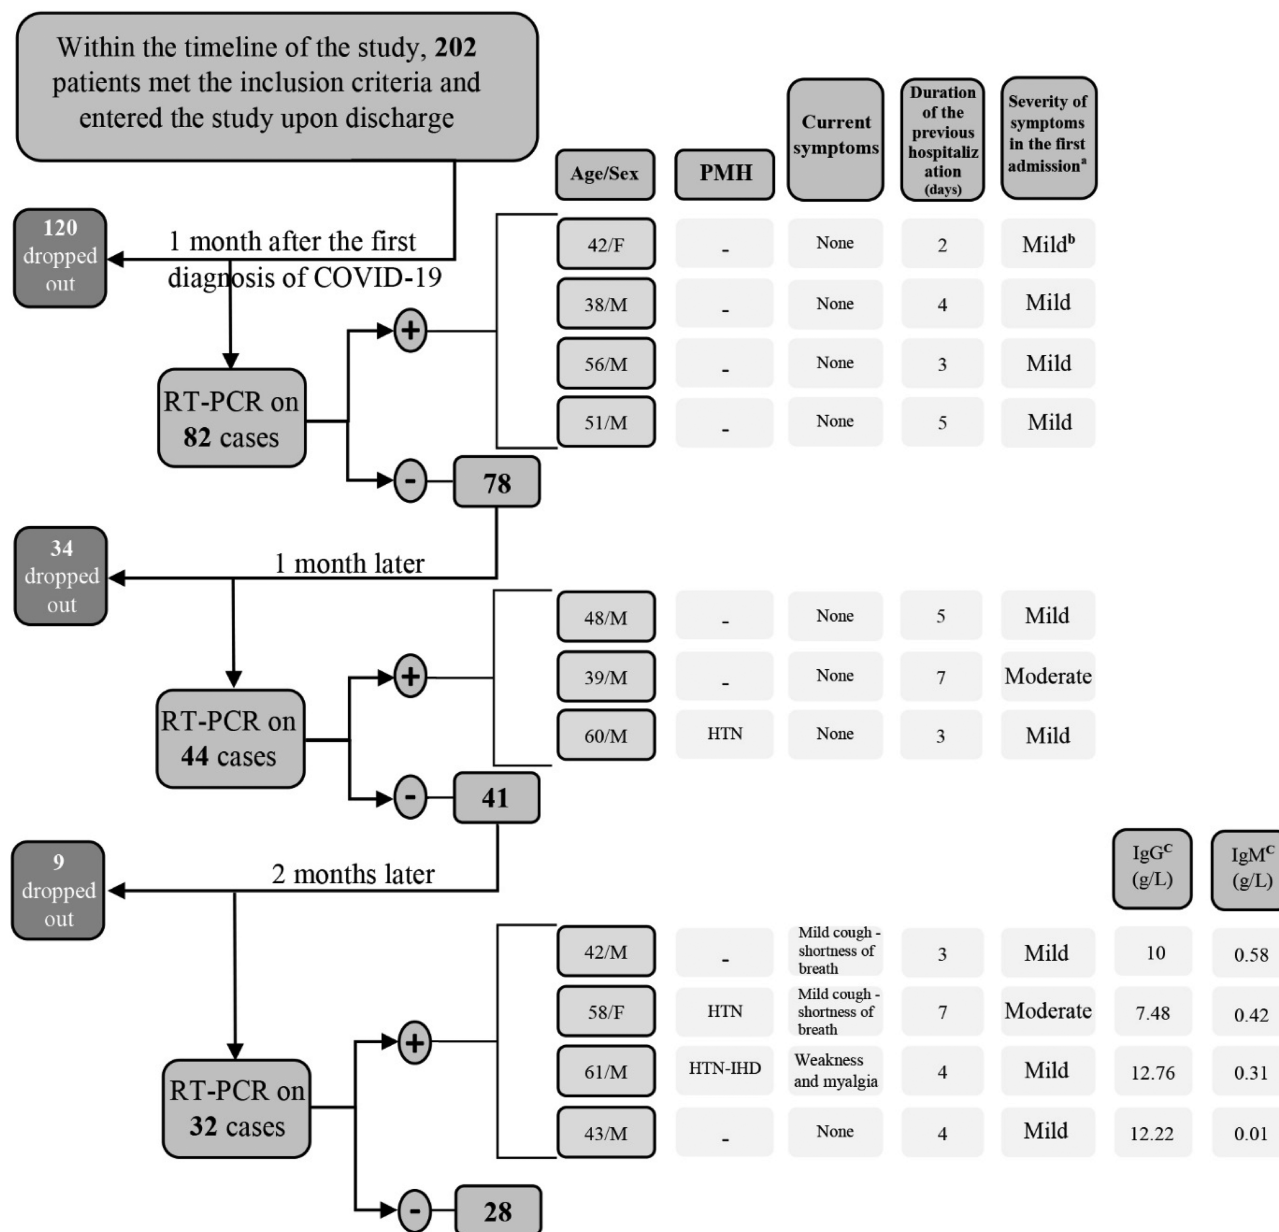 Within the timeline of the study, 202
patients met the inclusion criteria and
entered the study upon discharge
Age/Sex
PMH
Current
symptoms
Duration
of the
previous
hospitaliz
ation
(days)
Severity of
symptoms
in the first
admissionᵃ
120
dropped
out
1 month after the first
diagnosis of COVID-19
RT-PCR on
82 cases
+
42/F
-
None
2
Mildᵇ
38/M
-
None
4
Mild
56/M
-
None
3
Mild
51/M
-
None
5
Mild
-
78
34
dropped
out
1 month later
RT-PCR on
44 cases
+
48/M
-
None
5
Mild
39/M
-
None
7
Moderate
60/M
HTN
None
3
Mild
-
41
9
dropped
out
2 months later
IgGᶜ
(g/L)
IgMᶜ
(g/L)
RT-PCR on
32 cases
+
42/M
-
Mild cough -
shortness of
breath
3
Mild
10
0.58
58/F
HTN
Mild cough -
shortness of
breath
7
Moderate
7.48
0.42
61/M
HTN-IHD
Weakness
and myalgia
4
Mild
12.76
0.31
43/M
-
None
4
Mild
12.22
0.01
-
28